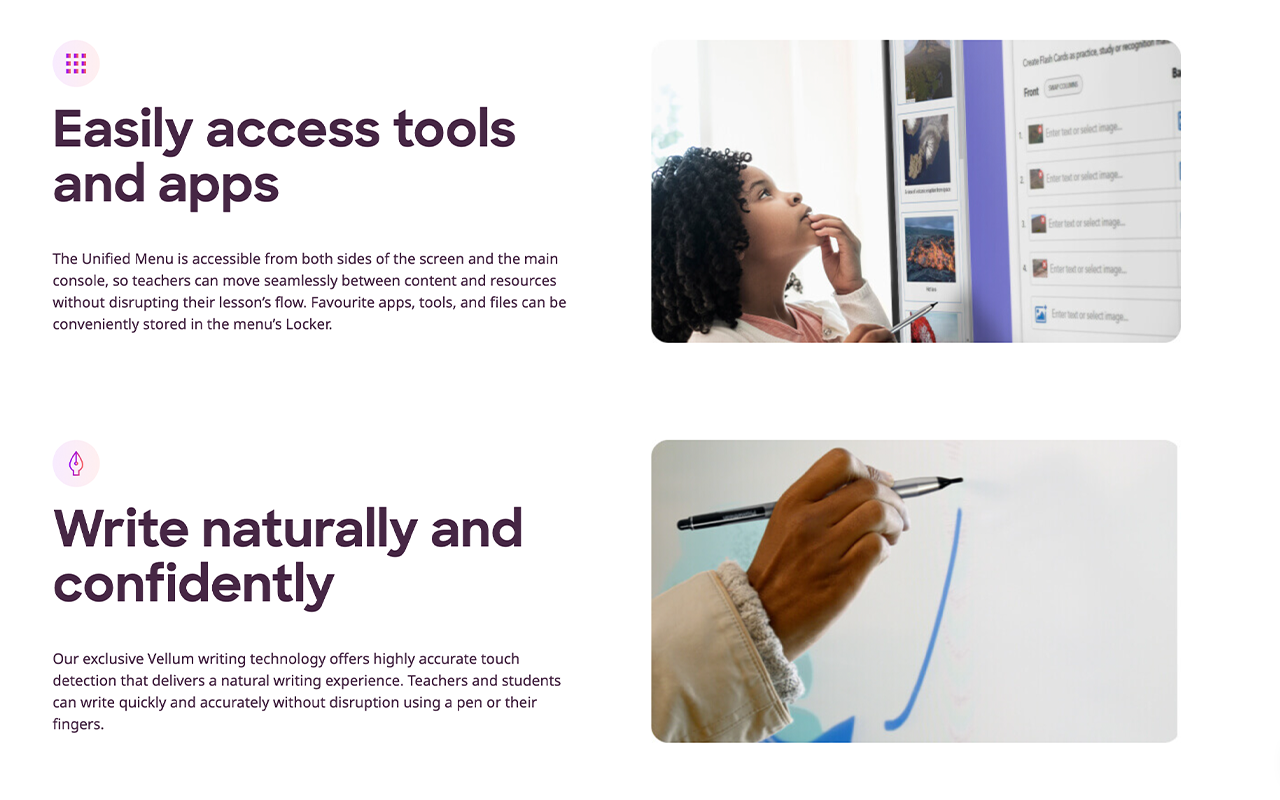 Easily access tools
and apps
The Unified Menu is accessible from both sides of the screen and the main
console, so teachers can move seamlessly between content and resources
without disrupting their lesson’s flow. Favourite apps, tools, and files can be
conveniently stored in the menu’s Locker.
Create Flash Cards as practice, study or recognition
Front SWAP COLUMNS
1. Enter text or select image...
2. Enter text or select image...
3. Enter text or select image...
4. Enter text or select image...
Enter text or select image...
Write naturally and
confidently
Our exclusive Vellum writing technology offers highly accurate touch
detection that delivers a natural writing experience. Teachers and students
can write quickly and accurately without disruption using a pen or their
fingers.